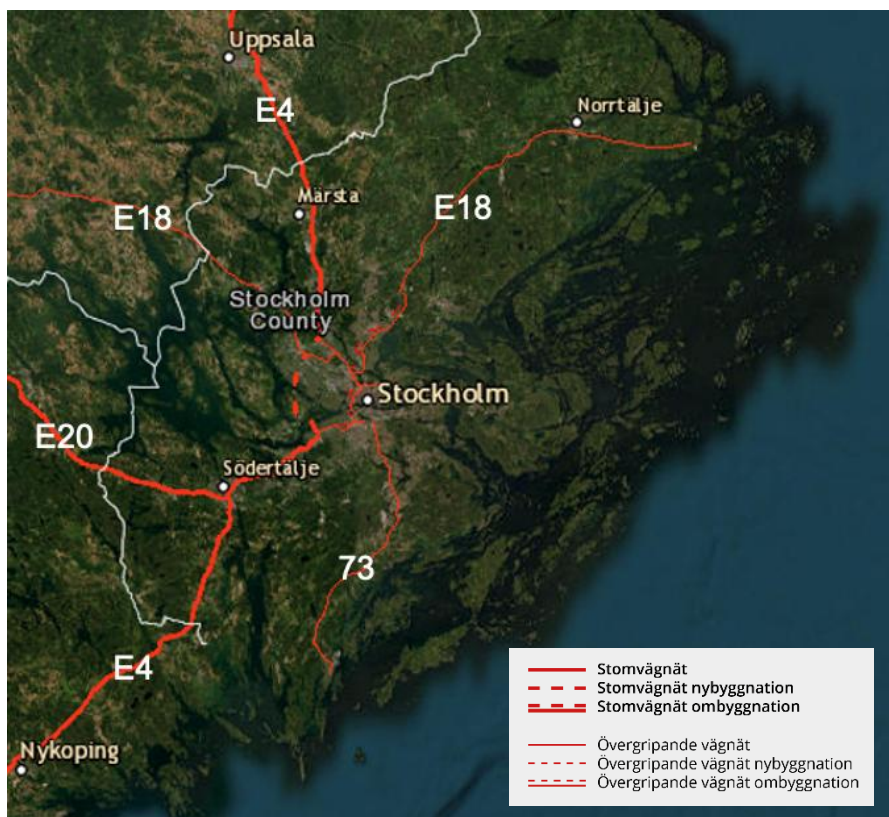 Uppsala
E4
Norrtälje
Märsta
E18
E18
Stockholm
County
Stockholm
E20
Södertälje
73
E4
Nykoping
Stomvägnät
Stomvägnät nybyggnation
Stomvägnät ombyggnation
Övergripande vägnät
Övergripande vägnät nybyggnation
Övergripande vägnät ombyggnation